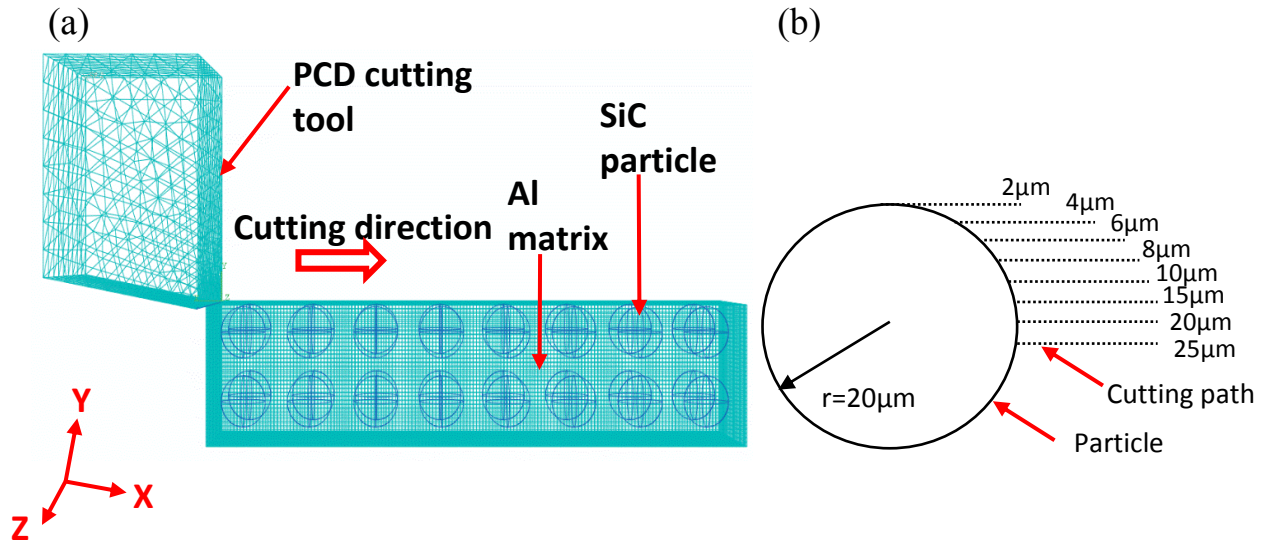 (a)
PCD cutting
tool
SiC
particle
Cutting direction
Al
matrix
Y
X
Z
(b)
2μm
4μm
6μm
8μm
10μm
15μm
20μm
25μm
r=20μm
Cutting path
Particle